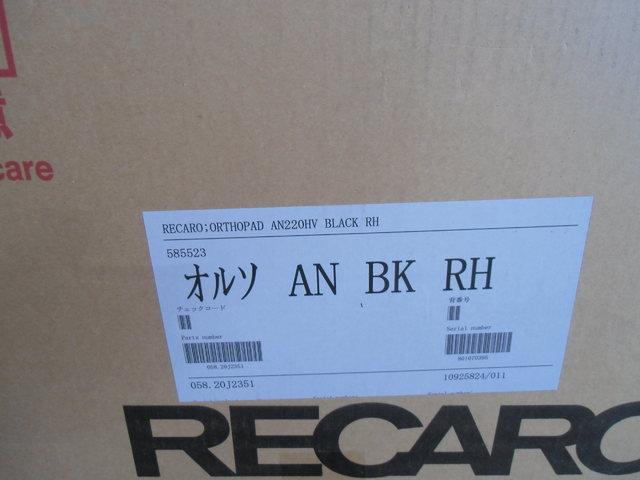 care
RECARO;ORTHOPAD AN220HV BLACK RH
585523
オルソ AN BK RH
チェックコード
背番号
Parts number
Serial number
058.20J2351
801070395
058.20J2351
10925824/011
RECARO